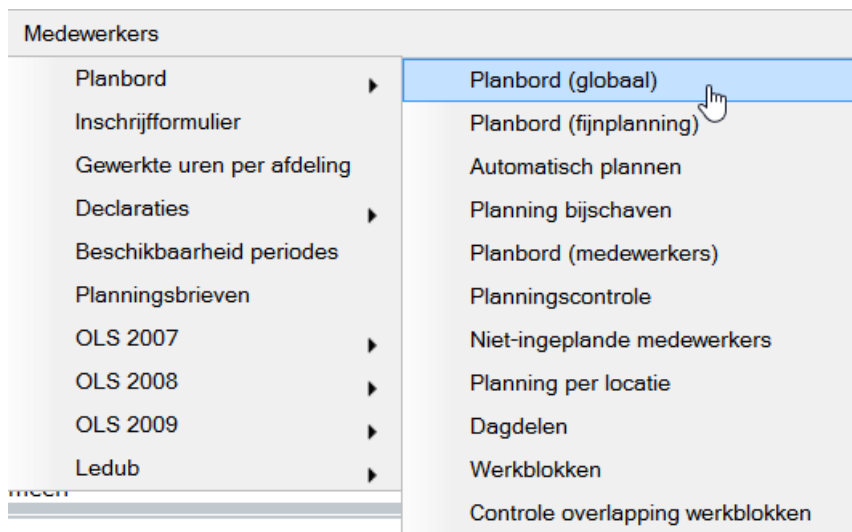 Medewerkers
Planbord
Inschrijfformulier
Gewerkte uren per afdeling
Declaraties
Beschikbaarheid periodes
Planningsbrieven
OLS 2007
OLS 2008
OLS 2009
Ledub
Planbord (globaal)
Planbord (fijnplanning)
Automatisch plannen
Planning bijschaven
Planbord (medewerkers)
Planningscontrole
Niet-ingeplande medewerkers
Planning per locatie
Dagdelen
Werkblokken
Controle overlapping werkblokken